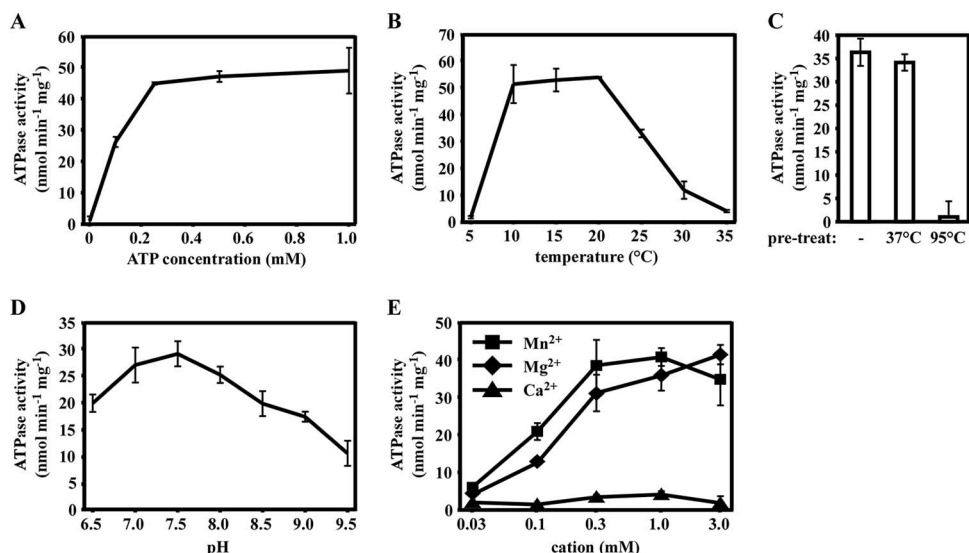 A
ATPase activity
(nmol min⁻¹ mg⁻¹)
60
50
40
30
20
10
0
0 0.2 0.4 0.6 0.8 1.0
ATP concentration (mM)
B
ATPase activity
(nmol min⁻¹ mg⁻¹)
70
60
50
40
30
20
10
0
5 10 15 20 25 30 35
temperature (°C)
C
ATPase activity
(nmol min⁻¹ mg⁻¹)
40
35
30
25
20
15
10
5
0
pre-treat: - 37°C 95°C
D
ATPase activity
(nmol min⁻¹ mg⁻¹)
35
30
25
20
15
10
5
0
6.5 7.0 7.5 8.0 8.5 9.0 9.5
pH
E
ATPase activity
(nmol min⁻¹ mg⁻¹)
50
40
30
20
10
0
Mn²⁺
Mg²⁺
Ca²⁺
0.03 0.1 0.3 1.0 3.0
cation (mM)